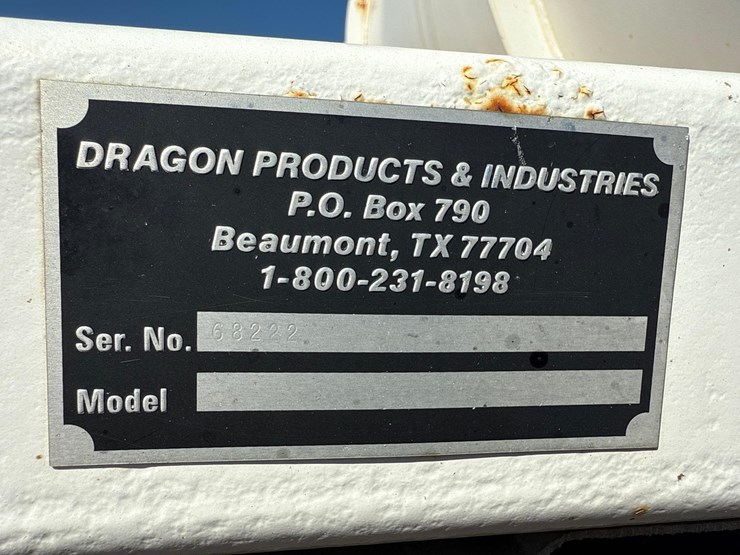 DRAGON PRODUCTS & INDUSTRIES
P.O. Box 790
Beaumont, TX 77704
1-800-231-8198
Ser. No. 68222
Model